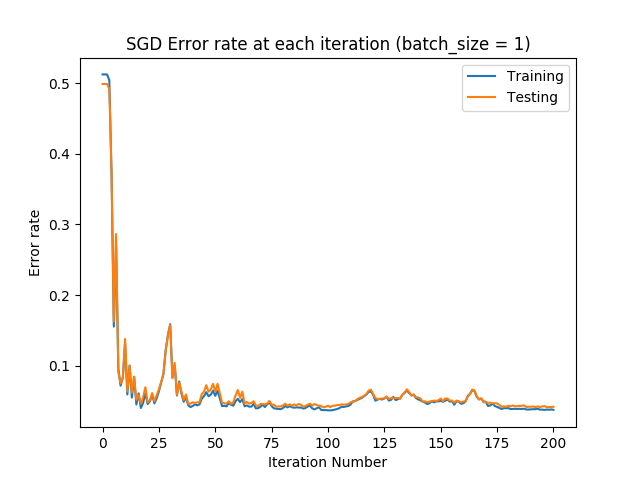 SGD Error rate at each iteration (batch_size = 1)
Training
Testing
Error rate
0.5
0.4
0.3
0.2
0.1
0 25 50 75 100 125 150 175 200
Iteration Number